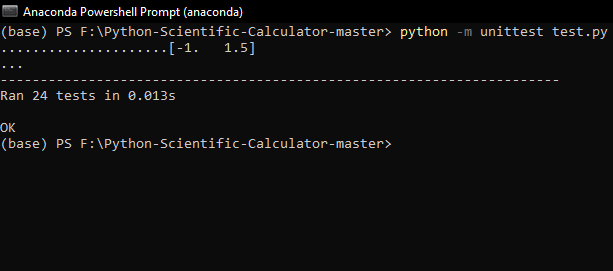 Anaconda Powershell Prompt (anaconda)
(base) PS F:\Python-Scientific-Calculator-master> python -m unittest test.py
.....................[-1.   1.5]
...
----------------------------------------------------------------------
Ran 24 tests in 0.013s

OK
(base) PS F:\Python-Scientific-Calculator-master>